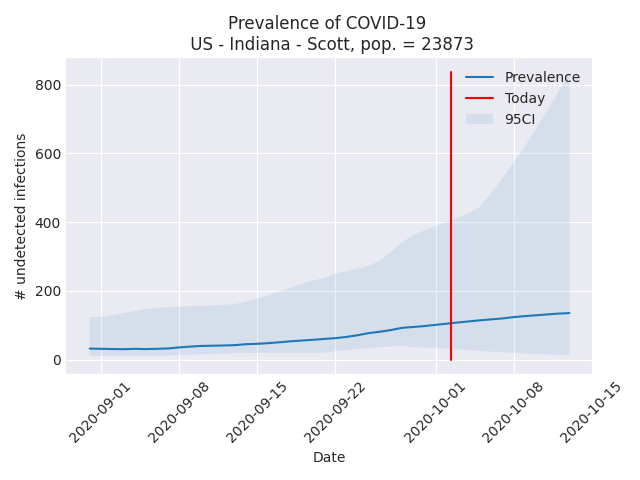 Prevalence of COVID-19
US - Indiana - Scott, pop. = 23873
# undetected infections
800
600
400
200
0
Prevalence
Today
95CI
2020-09-01
2020-09-08
2020-09-15
2020-09-22
2020-10-01
2020-10-08
2020-10-15
Date